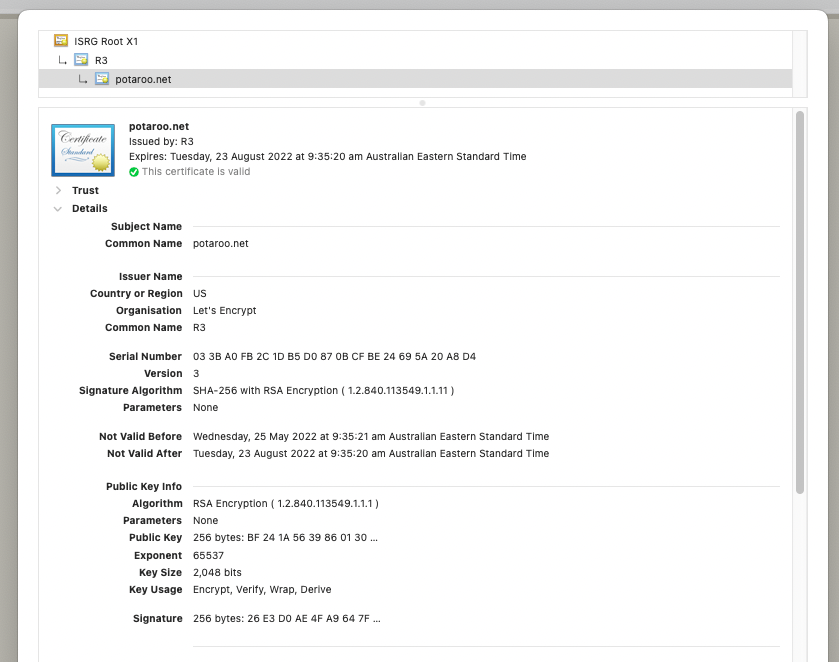 ISRG Root X1
R3
potaroo.net
Certificate
Standard
potaroo.net
Issued by: R3
Expires: Tuesday, 23 August 2022 at 9:35:20 am Australian Eastern Standard Time
This certificate is valid
Trust
Details
Subject Name
Common Name potaroo.net
Issuer Name
Country or Region US
Organisation Let's Encrypt
Common Name R3
Serial Number 03 3B A0 FB 2C 1D B5 D0 87 0B CF BE 24 69 5A 20 A8 D4
Version 3
Signature Algorithm SHA-256 with RSA Encryption ( 1.2.840.113549.1.1.11 )
Parameters None
Not Valid Before Wednesday, 25 May 2022 at 9:35:21 am Australian Eastern Standard Time
Not Valid After Tuesday, 23 August 2022 at 9:35:20 am Australian Eastern Standard Time
Public Key Info
Algorithm RSA Encryption ( 1.2.840.113549.1.1.1 )
Parameters None
Public Key 256 bytes: BF 24 1A 56 39 86 01 30 ...
Exponent 65537
Key Size 2,048 bits
Key Usage Encrypt, Verify, Wrap, Derive
Signature 256 bytes: 26 E3 D0 AE 4F A9 64 7F ...